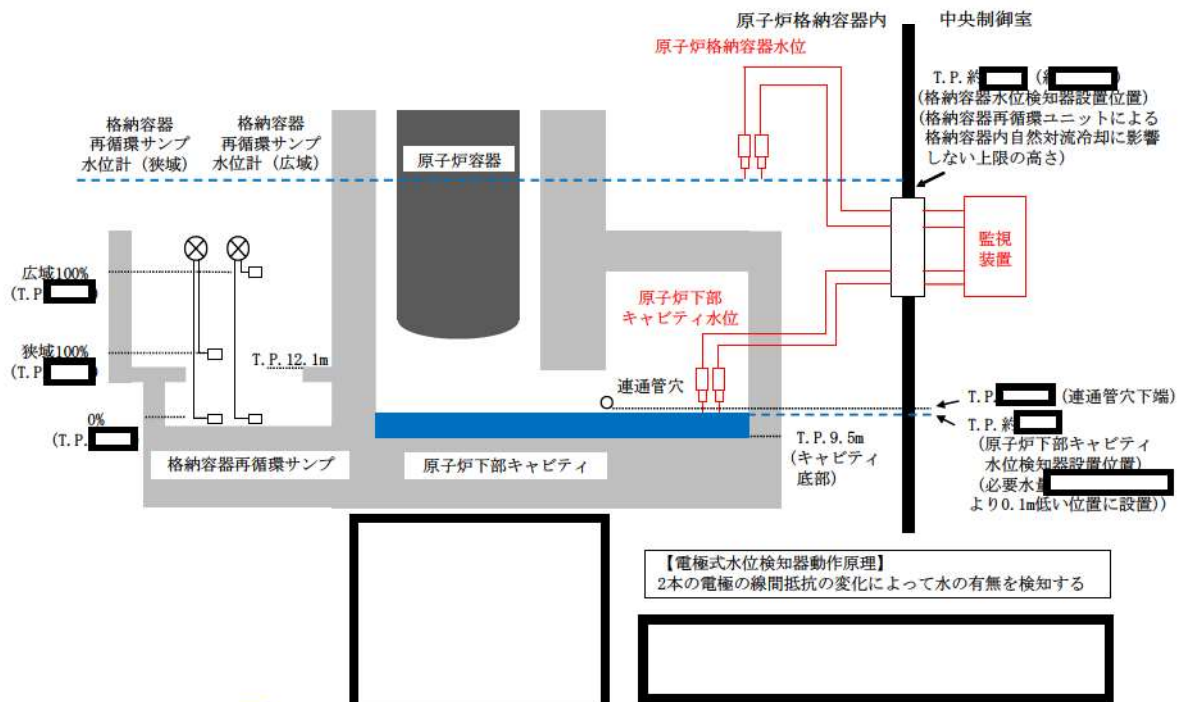 原子炉格納容器内
中央制御室
原子炉格納容器水位
T.P.約
(約
)
(格納容器水位検知器設置位置)
(格納容器再循環ユニットによる
格納容器内自然対流冷却に影響
しない上限の高さ)
格納容器
再循環サンプ
水位計(狭域)
格納容器
再循環サンプ
水位計(広域)
原子炉容器
監視
装置
広域100%
(T.P.
)
原子炉下部
キャビティ水位
狭域100%
(T.P.
)
T.P.12.1m
連通管穴
T.P.
(連通管穴下端)
0%
(T.P.
)
T.P.約
(原子炉下部キャビティ
水位検知器設置位置)
(必要水量
より0.1m低い位置に設置))
T.P.9.5m
(キャビティ
底部)
格納容器再循環サンプ
原子炉下部キャビティ
【電極式水位検知器動作原理】
2本の電極の線間抵抗の変化によって水の有無を検知する